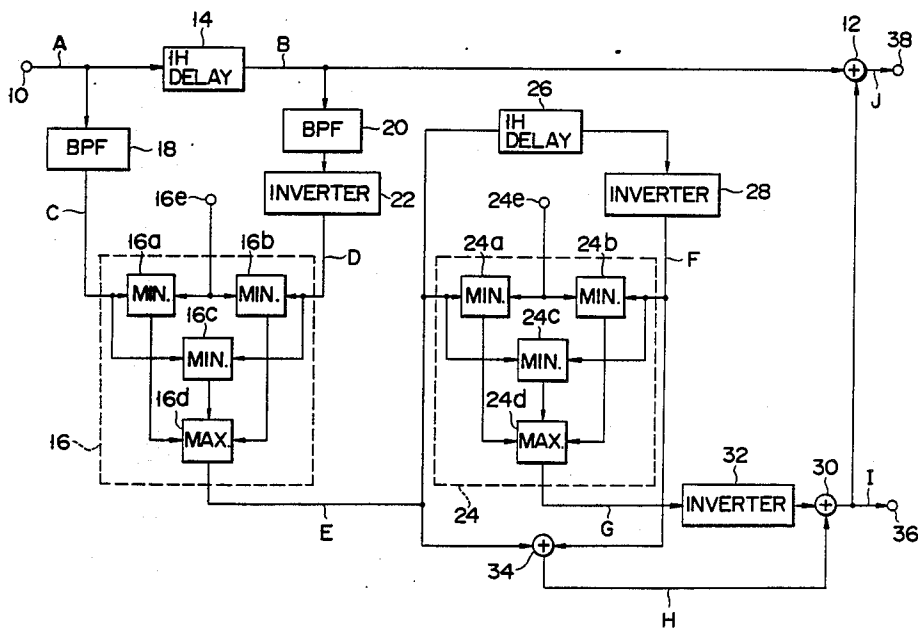 A
14
1H
DELAY
B
12
38
10
J
26
1H
DELAY
BPF
18
BPF
20
INVERTER
22
INVERTER
28
C
16e
24e
D
F
16a
16b
24a
24b
MIN.
MIN.
MIN.
MIN.
16c
24c
MIN.
MIN.
16d
24d
MAX.
MAX.
16
24
32
30
I
INVERTER
E
G
36
34
H